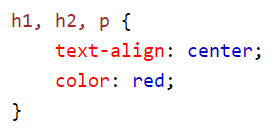 h1, h2, p {
    text-align: center;
    color: red;
}